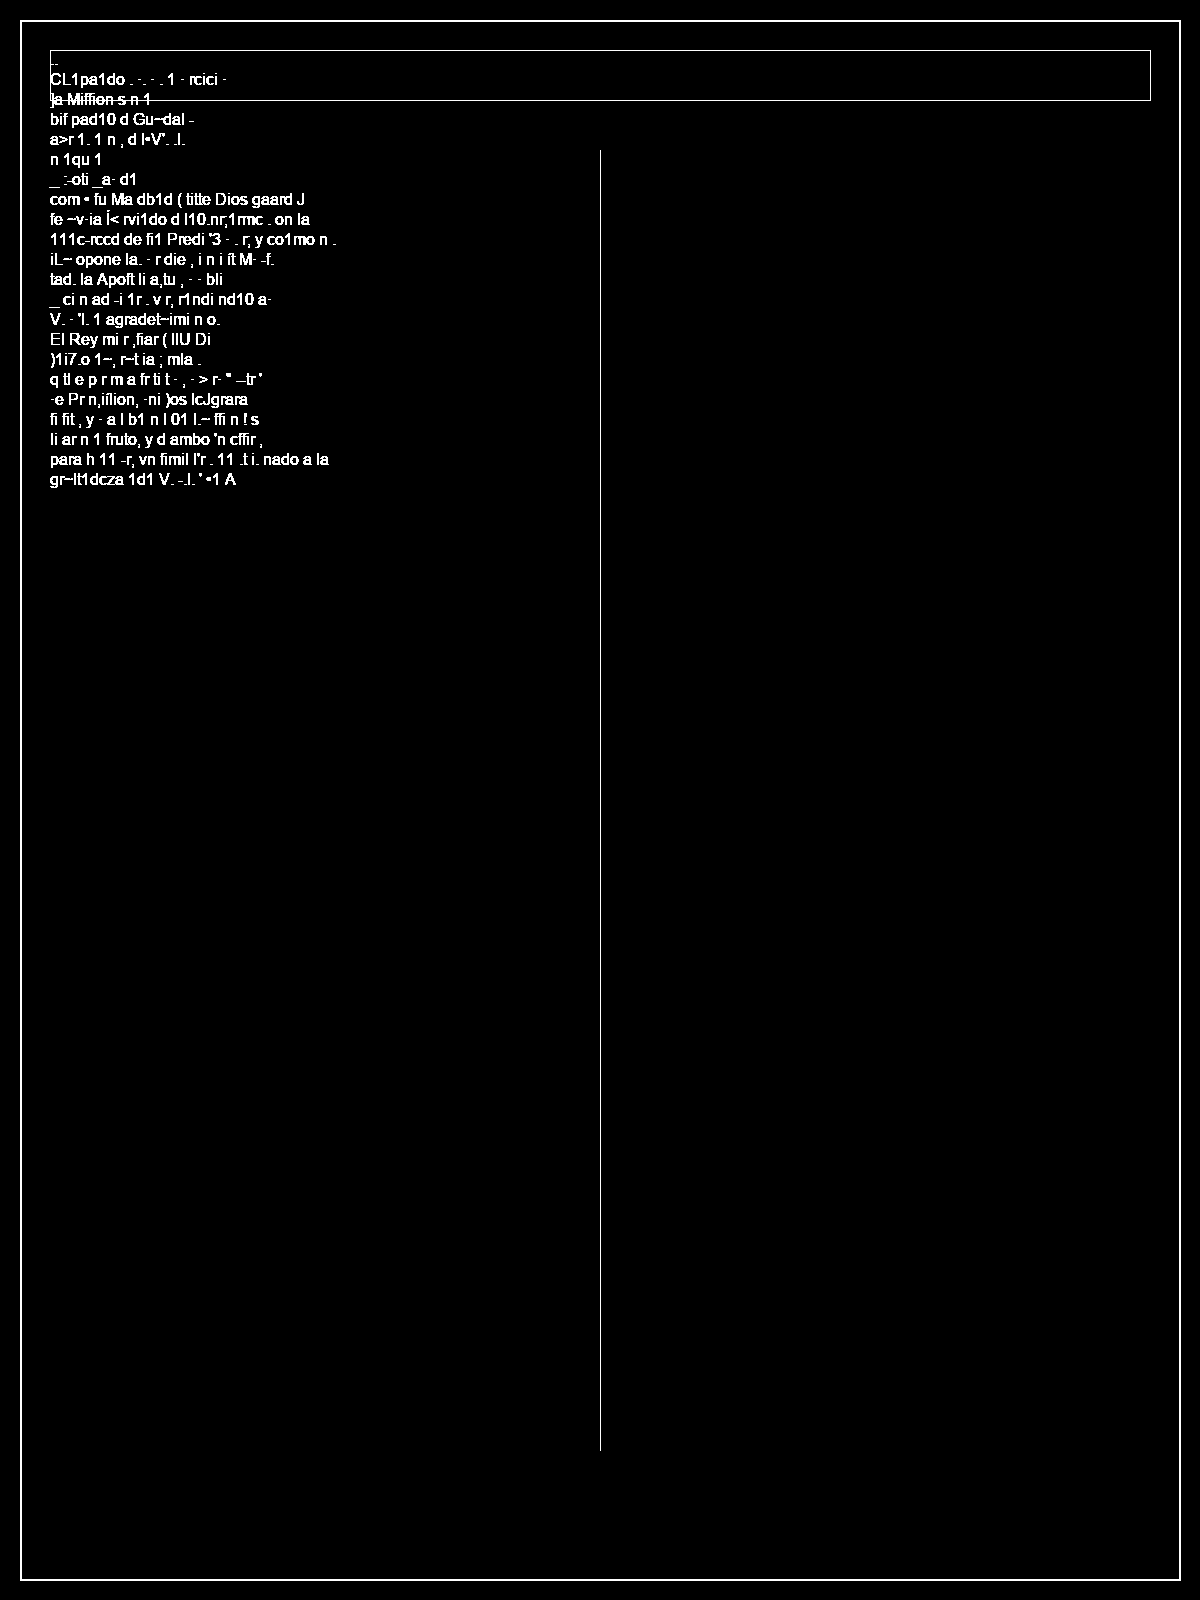 --
CL1pa1do . -. - . 1 - rcici -
]a Miffion s n 1
bif pad10 d Gu~dal -
a>r 1. 1 n , d I•V'. .I.
n 1qu 1
_ :-oti _a- d1
com • fu Ma db1d ( titte Dios gaard J
fe ~v-ia Í< rvi1do d l10.nr;1rmc . on la
111c-rccd de fi1 Predi '3 - . r; y co1mo n .
iL~ opone la. - r die , i n i ít M- -f.
tad. la Apoft li a,tu , - - bli
_ ci n ad -i 1r . v r, r1ndi nd10 a-
V. - 'I. 1 agradet~imi n o.
El Rey mi r ,fiar ( llU Di
)1i7.o 1~, r~t ia ; mla .
q tl e p r m a fr ti t - , - > r- " –tr '
-e Pr n,iílion, -ni )os lcJgrara
fi fit , y - a l b1 n l 01 l.~ ffi n ! s
li ar n 1 fruto, y d ambo 'n cffir ,
para h 11 -r, vn fimil l'r . 11 .t i. nado a la
gr~lt1dcza 1d1 V. -.I. ' •1 A